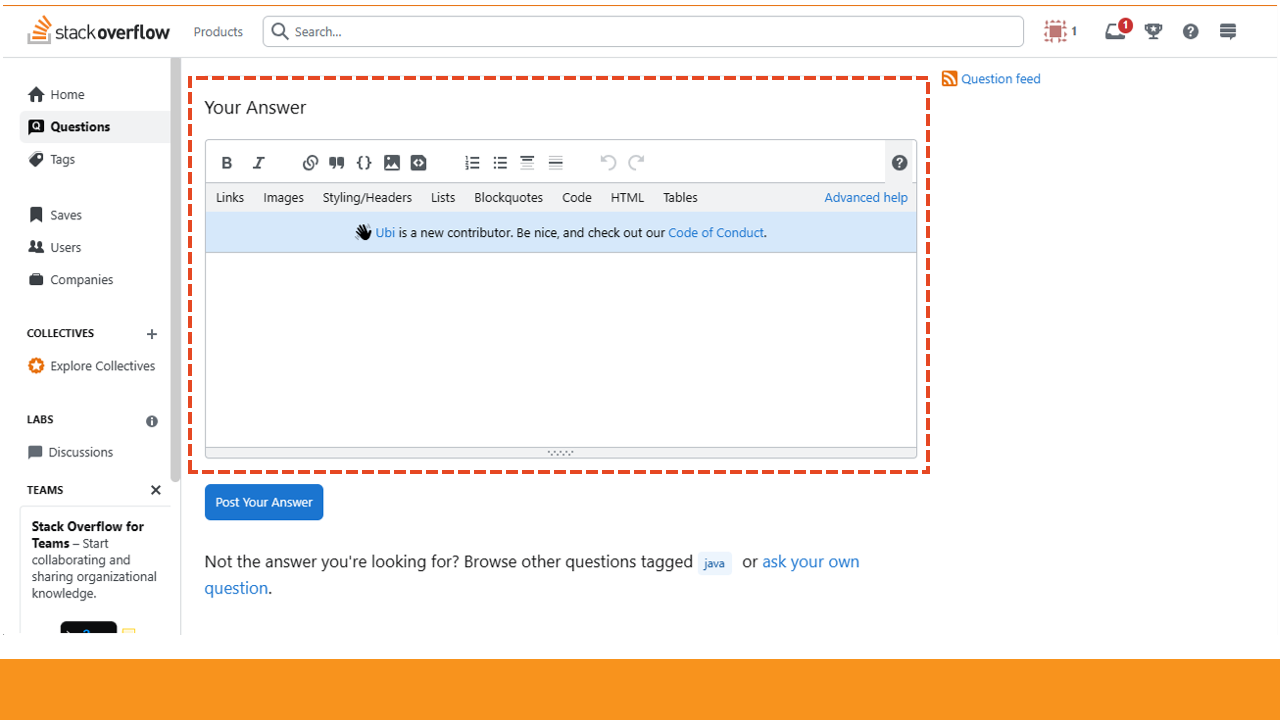 stackoverflow Products Search... 1 1
Home
Questions
Tags
Saves
Users
Companies
COLLECTIVES
Explore Collectives
LABS
Discussions
TEAMS
Stack Overflow for
Teams – Start
collaborating and
sharing organizational
knowledge.
Your Answer
B I
Links Images Styling/Headers Lists Blockquotes Code HTML Tables Advanced help
Ubi is a new contributor. Be nice, and check out our Code of Conduct.
Post Your Answer
Not the answer you're looking for? Browse other questions tagged java or ask your own
question.
Question feed